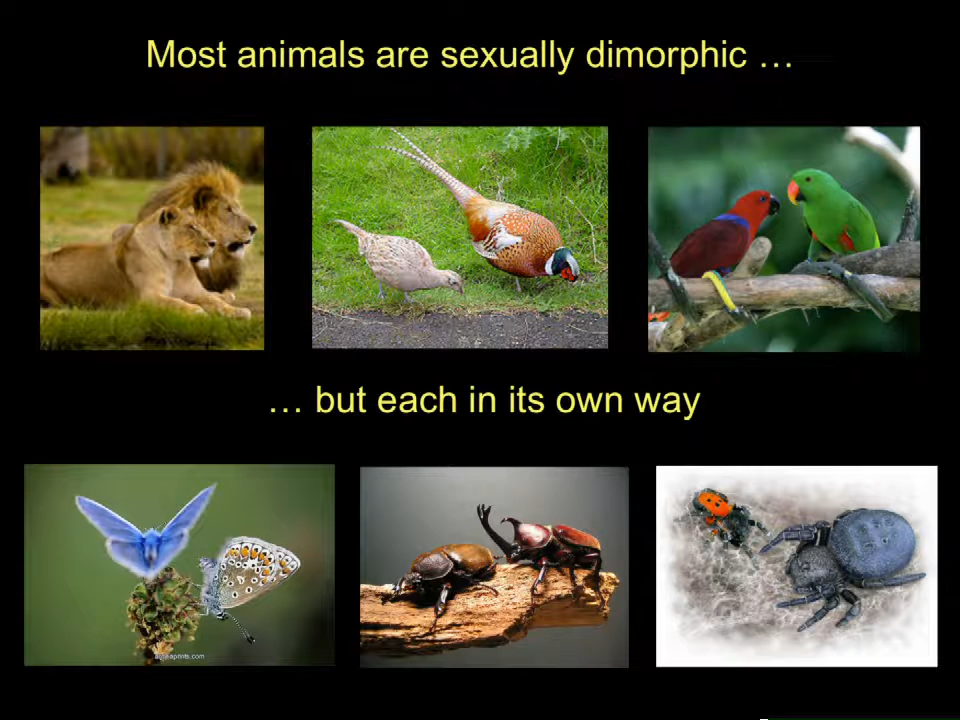 Most animals are sexually dimorphic …
… but each in its own way